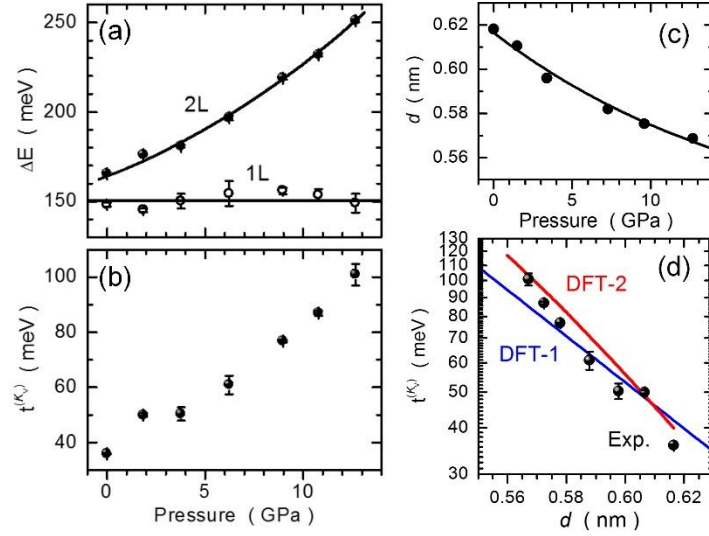 (a)
250
200
150
ΔE ( meV )
2L
1L
(b)
100
80
60
40
t(Kv) ( meV )
0 5 10
Pressure ( GPa )
(c)
0.62
0.60
0.58
0.56
d ( nm )
0 5 10
Pressure ( GPa )
(d)
130
110
100
90
80
70
60
50
40
30
t(Kv) ( meV )
DFT-2
DFT-1
Exp.
0.56 0.58 0.60 0.62
d ( nm )